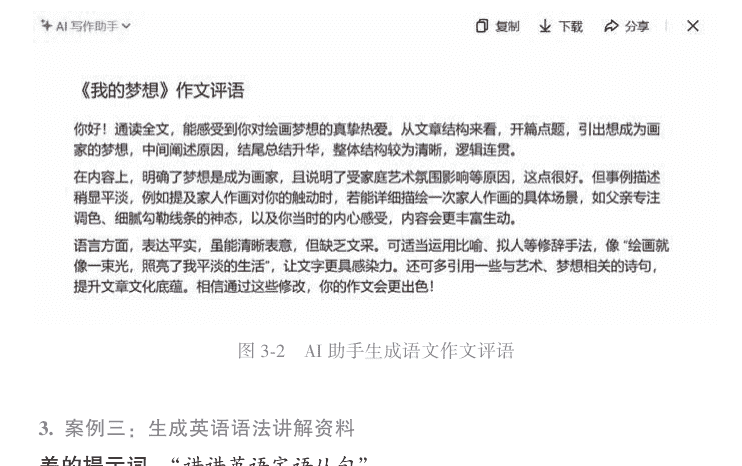 AI 写作助手
复制 下载 分享
《我的梦想》作文评语
你好！通读全文，能感受到你对绘画梦想的真挚热爱。从文章结构来看，开篇点题，引出想成为画
家的梦想，中间阐述原因，结尾总结升华，整体结构较为清晰，逻辑连贯。
在内容上，明确了梦想是成为画家，且说明了受家庭艺术氛围影响等原因，这点很好。但事例描述
稍显平淡，例如提及家人作画对你的触动时，若能详细描绘一次家人作画的具体场景，如父亲专注
调色、细腻勾勒线条的神态，以及你当时的内心感受，内容会更丰富生动。
语言方面，表达平实，虽能清晰表意，但缺乏文采。可适当运用比喻、拟人等修辞手法，像 “绘画就
像一束光，照亮了我平淡的生活”，让文字更具感染力。还可多引用一些与艺术、梦想相关的诗句，
提升文章文化底蕴。相信通过这些修改，你的作文会更出色！
图 3-2 AI 助手生成语文作文评语
3. 案例三：生成英语语法讲解资料
差的提示词 “讲讲英语定语从句”